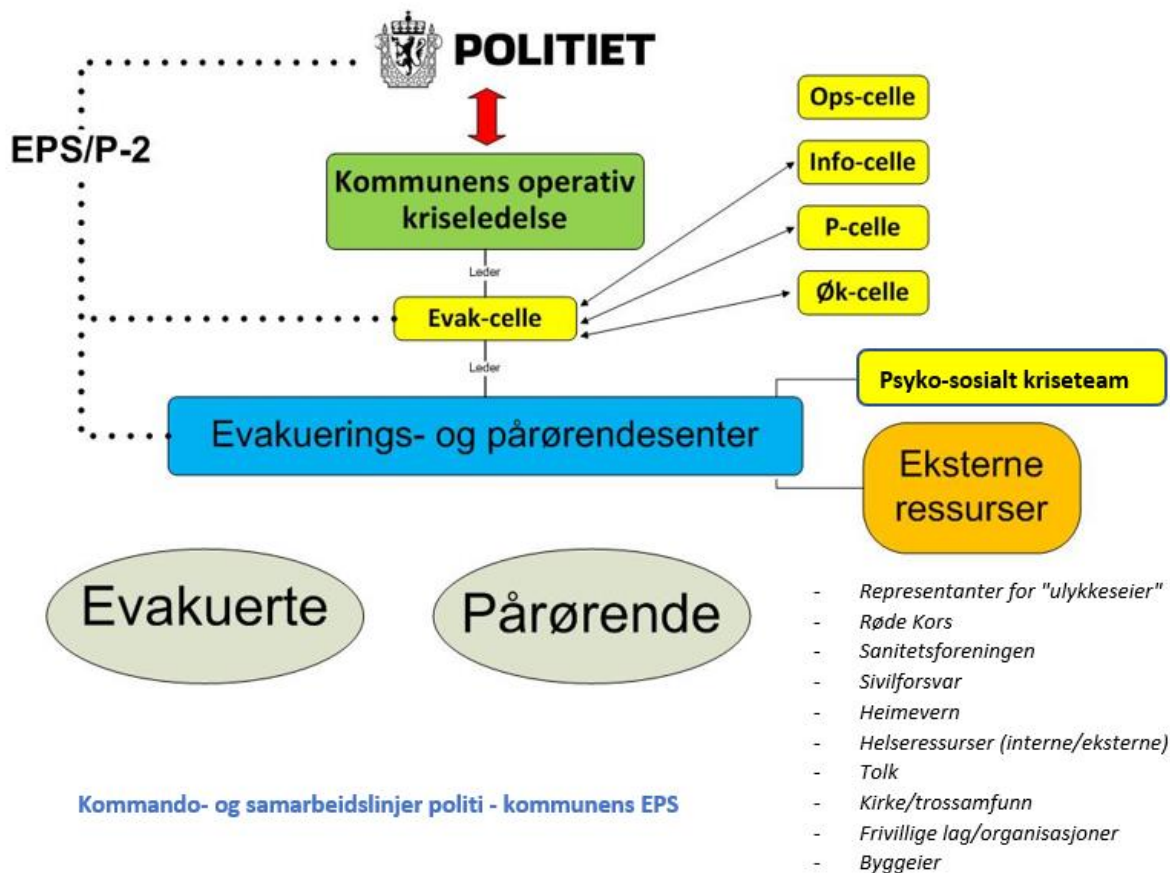 POLITIET
EPS/P-2
Ops-celle
Info-celle
P-celle
Øk-celle
Kommunens operativ
kriseledelse
Leder
Evak-celle
Leder
Psyko-sosialt kriseteam
Evakuerings- og pårørendesenter
Eksterne
ressurser
Evakuerte
Pårørende
- Representanter for "ulykkeseier"
- Røde Kors
- Sanitetsforeningen
- Sivilforsvar
- Heimevern
- Helseressurser (interne/eksterne)
- Tolk
- Kirke/trossamfunn
- Frivillige lag/organisasjoner
- Byggeier
Kommando- og samarbeidslinjer politi - kommunens EPS